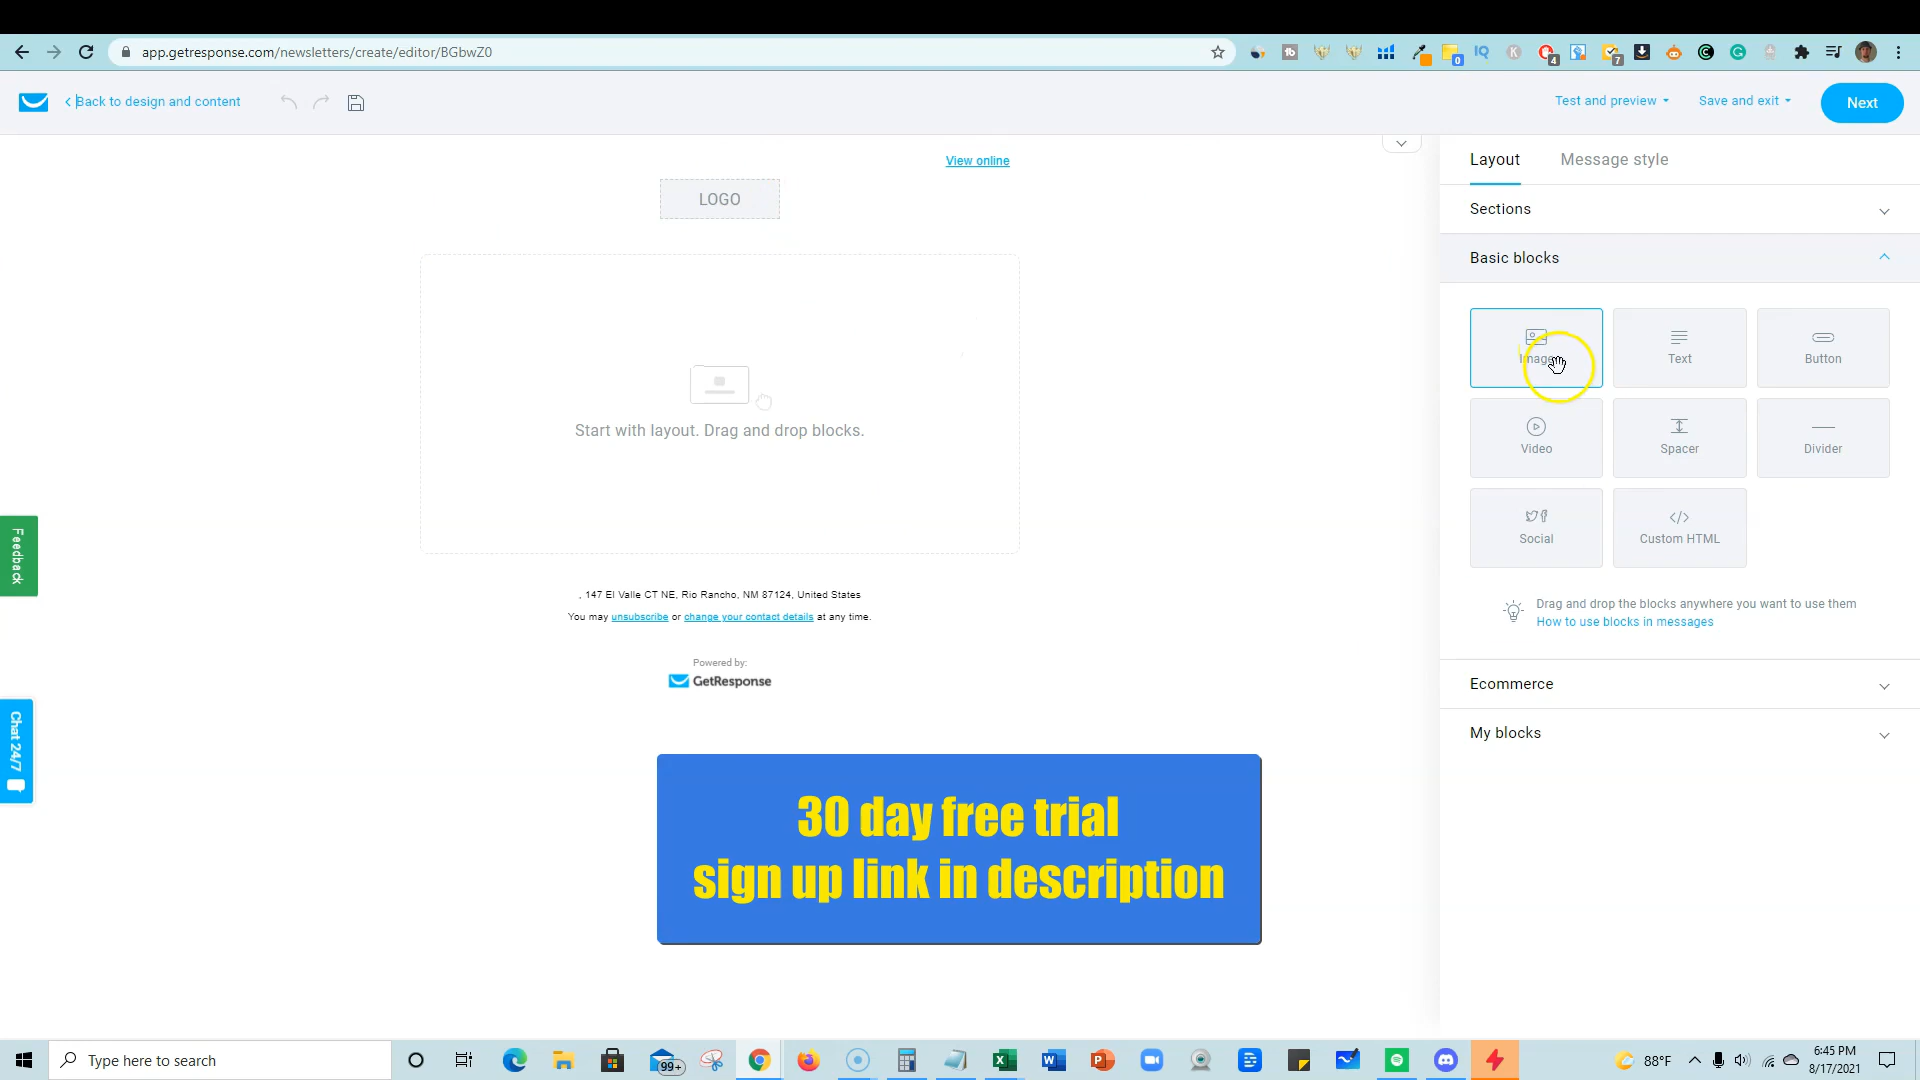 app.getresponse.com/newsletters/create/editor/BGbwZ0
Back to design and content
Test and preview
Save and exit
Next
View online
LOGO
Start with layout. Drag and drop blocks.
, 147 El Valle CT NE, Rio Rancho, NM 87124, United States
You may unsubscribe or change your contact details at any time.
Powered by:
GetResponse
Feedback
Chat 24/7
Layout
Message style
Sections
Basic blocks
Image
Text
Button
Video
Spacer
Divider
Social
Custom HTML
Drag and drop the blocks anywhere you want to use them
How to use blocks in messages
Ecommerce
My blocks
30 day free trial
sign up link in description
Type here to search
99+
88°F
6:45 PM
8/17/2021